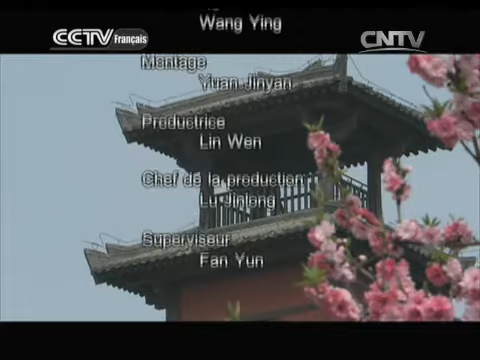 Wang Ying
CCTV Français
CNTV
Montage
Yuan Jinyan
Productrice
Lin Wen
Chef de la production
Lu Jinlong
Superviseur
Fan Yun